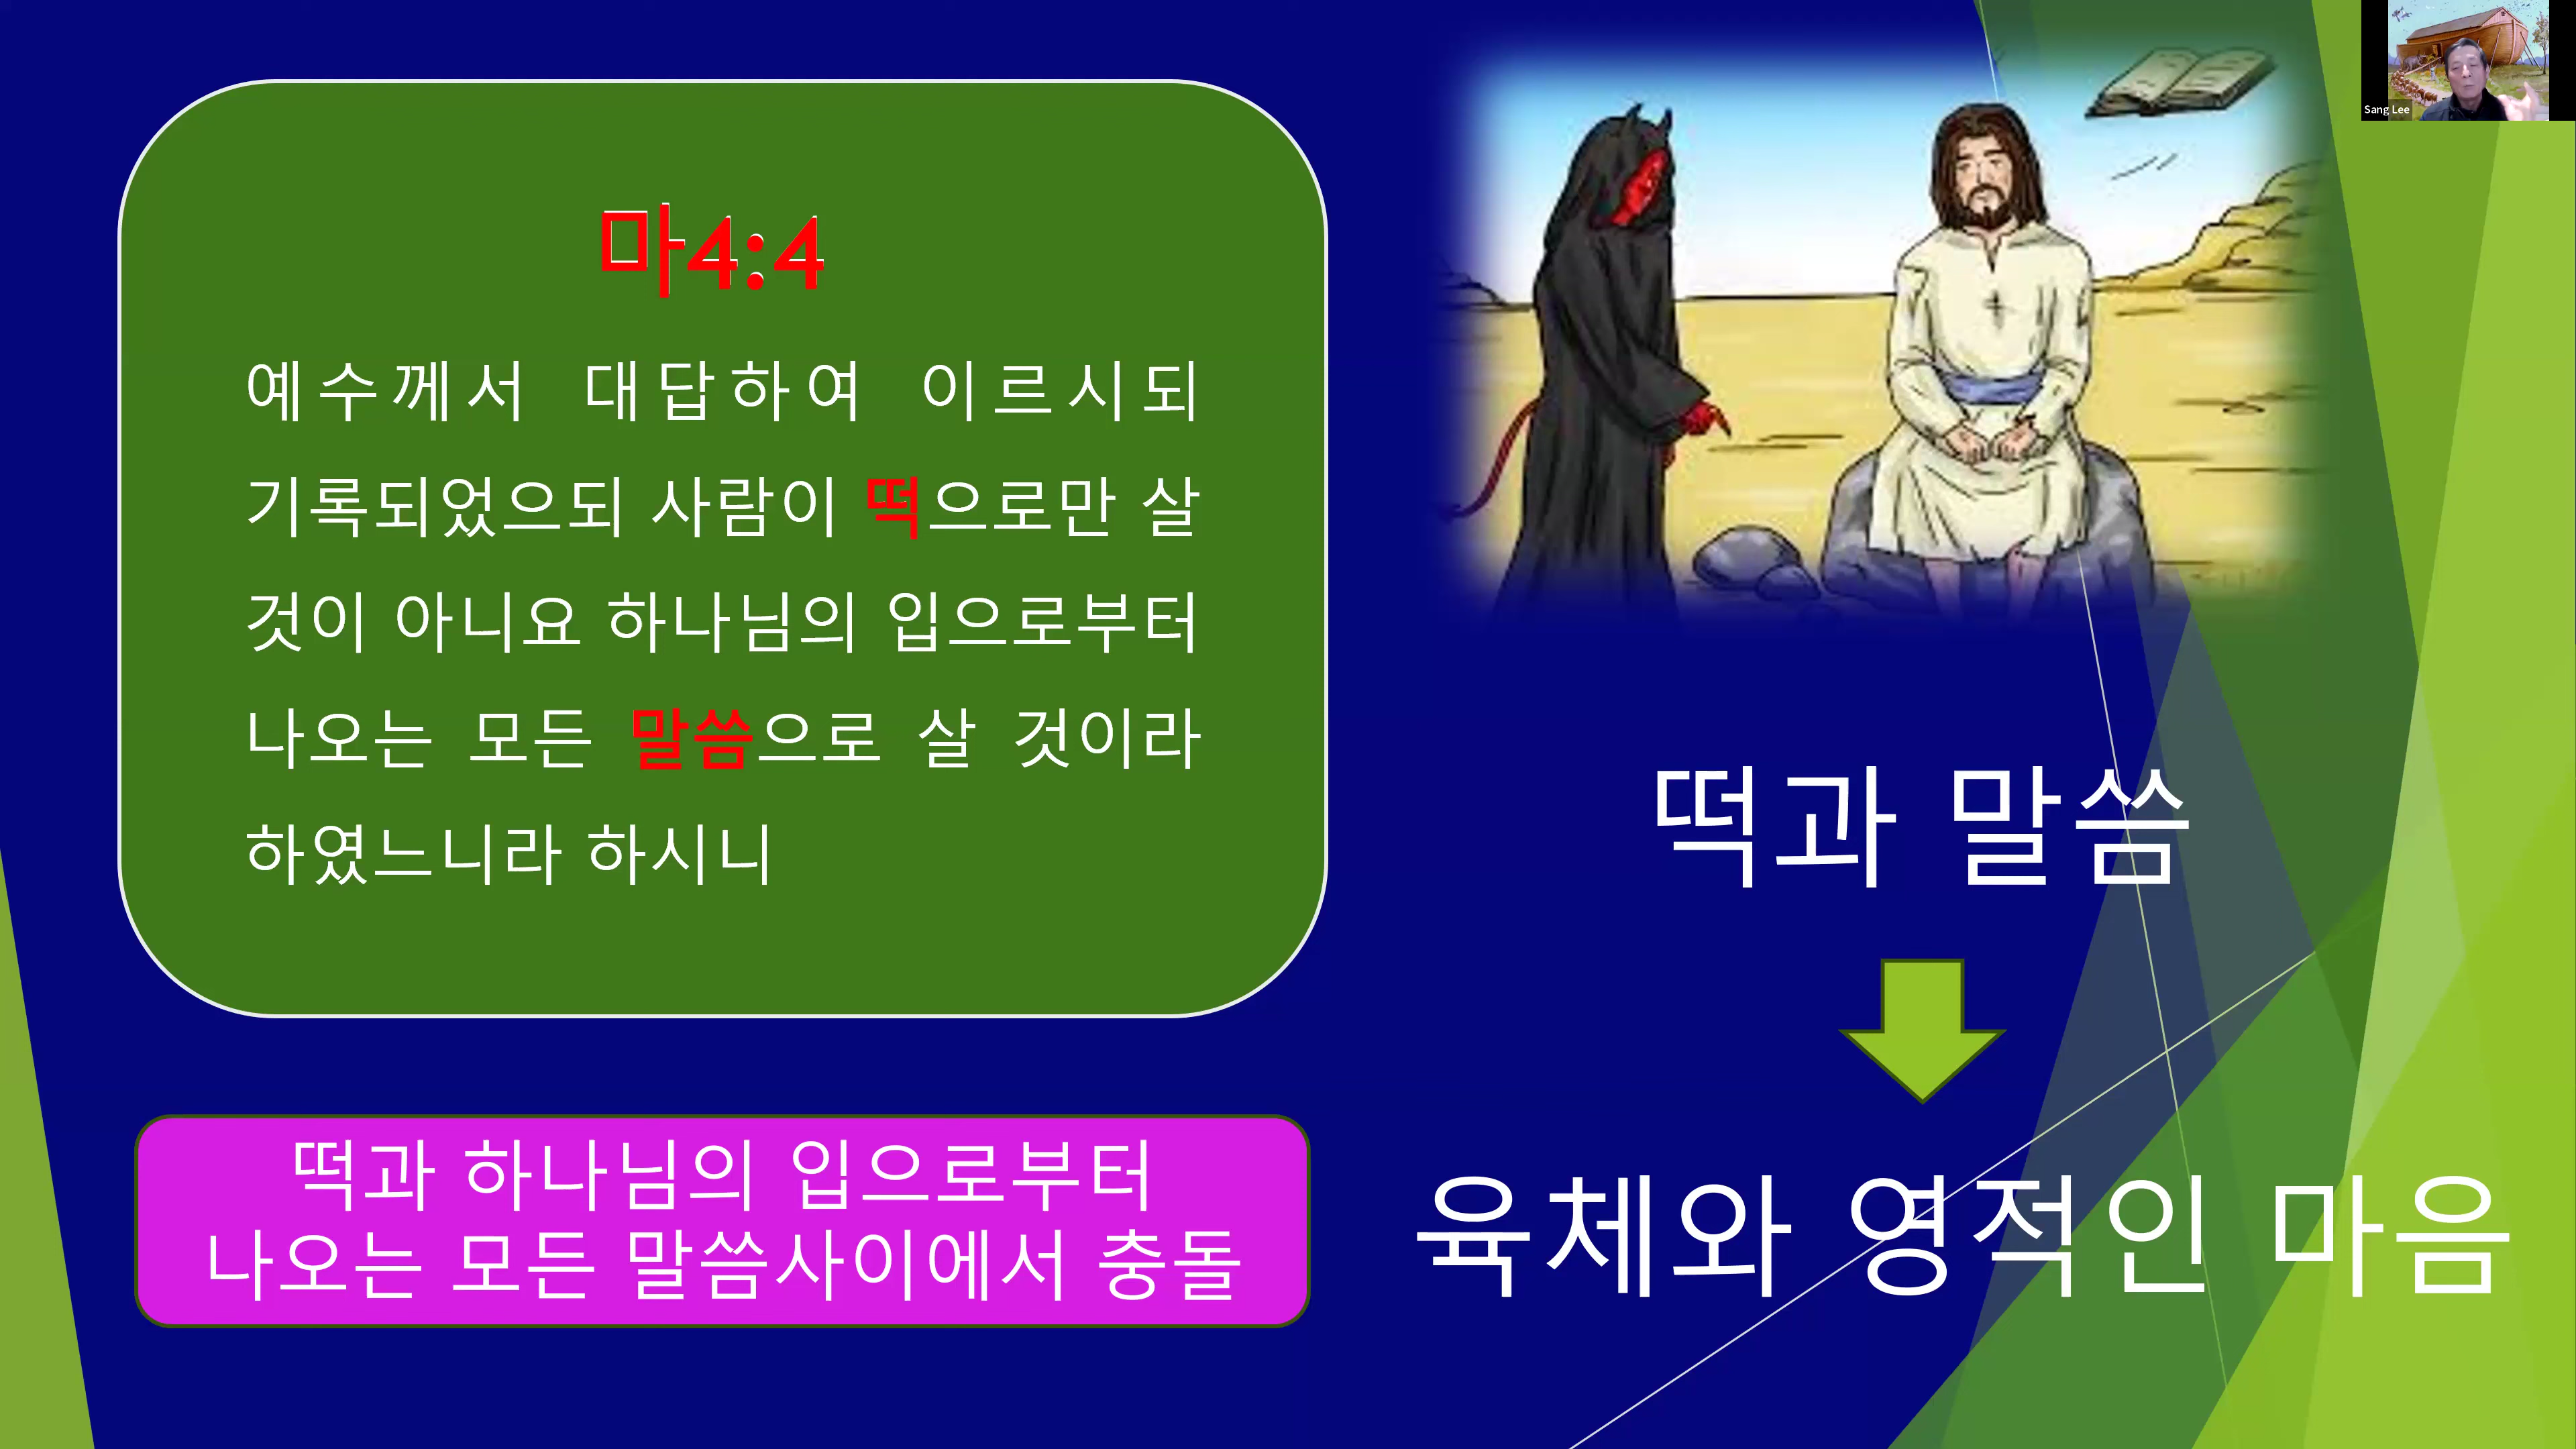 마4:4
예수께서 대답하여 이르시되
기록되었으되 사람이 떡으로만 살
것이 아니요 하나님의 입으로부터
나오는 모든 말씀으로 살 것이라
하였느니라 하시니
떡과 하나님의 입으로부터
나오는 모든 말씀사이에서 충돌
떡과 말씀
육체와 영적인 마음
Sang Lee